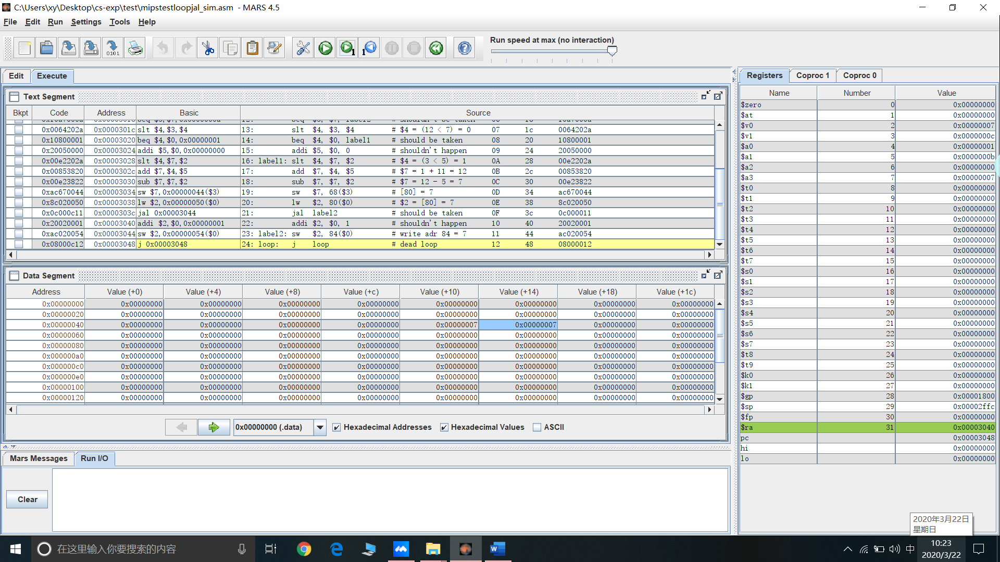 C:\Users\xy\Desktop\cs-exp\test\mipstestloopjal_sim.asm - MARS 4.5
File Edit Run Settings Tools Help
Run speed at max (no interaction)
Edit Execute
Text Segment
Bkpt Code Address Basic Source
0x0064202a 0x0000301c slt $4,$3,$4 13: slt $4, $3, $4 # $4 = (12 < 7) = 0 07 1c 0064202a
0x10800001 0x00003020 beq $4,$0,0x00000001 14: beq $4, $0, label1 # should be taken 08 20 10800001
0x20050000 0x00003024 addi $5,$0,0x00000000 15: addi $5, $0, 0 # shouldn't happen 09 24 20050000
0x00e2202a 0x00003028 slt $4,$7,$2 16: label1: slt $4, $7, $2 # $4 = (3 < 5) = 1 0A 28 00e2202a
0x00853820 0x0000302c add $7,$4,$5 17: add $7, $4, $5 # $7 = 1 + 11 = 12 0B 2c 00853820
0x00e23822 0x00003030 sub $7,$7,$2 18: sub $7, $7, $2 # $7 = 12 - 5 = 7 0C 30 00e23822
0xac670044 0x00003034 sw $7,0x00000044($3) 19: sw $7, 68($3) # [80] = 7 0D 34 ac670044
0x8c020050 0x00003038 lw $2,0x00000050($0) 20: lw $2, 80($0) # $2 = [80] = 7 0E 38 8c020050
0x0c000c11 0x0000303c jal 0x00003044 21: jal label2 # should be taken 0F 3c 0c000011
0x20020001 0x00003040 addi $2,$0,0x00000001 22: addi $2, $0, 1 # shouldn't happen 10 40 20020001
0xac020054 0x00003044 sw $2,0x00000054($0) 23: label2: sw $2, 84($0) # write adr 84 = 7 11 44 ac020054
0x08000c12 0x00003048 j 0x00003048 24: loop: j loop # dead loop 12 48 08000012
Data Segment
Address Value (+0) Value (+4) Value (+8) Value (+c) Value (+10) Value (+14) Value (+18) Value (+1c)
0x00000000 0x00000000 0x00000000 0x00000000 0x00000000 0x00000000 0x00000000 0x00000000 0x00000000
0x00000020 0x00000000 0x00000000 0x00000000 0x00000000 0x00000000 0x00000000 0x00000000 0x00000000
0x00000040 0x00000000 0x00000000 0x00000000 0x00000000 0x00000007 0x00000007 0x00000000 0x00000000
0x00000060 0x00000000 0x00000000 0x00000000 0x00000000 0x00000000 0x00000000 0x00000000 0x00000000
0x00000080 0x00000000 0x00000000 0x00000000 0x00000000 0x00000000 0x00000000 0x00000000 0x00000000
0x000000a0 0x00000000 0x00000000 0x00000000 0x00000000 0x00000000 0x00000000 0x00000000 0x00000000
0x000000c0 0x00000000 0x00000000 0x00000000 0x00000000 0x00000000 0x00000000 0x00000000 0x00000000
0x000000e0 0x00000000 0x00000000 0x00000000 0x00000000 0x00000000 0x00000000 0x00000000 0x00000000
0x00000100 0x00000000 0x00000000 0x00000000 0x00000000 0x00000000 0x00000000 0x00000000 0x00000000
0x00000120 0x00000000 0x00000000 0x00000000 0x00000000 0x00000000 0x00000000 0x00000000 0x00000000
0x00000000 (.data) Hexadecimal Addresses Hexadecimal Values ASCII
Mars Messages Run I/O
Clear
Registers Coproc 1 Coproc 0
Name Number Value
$zero 0 0x00000000
$at 1 0x00000000
$v0 2 0x00000007
$v1 3 0x0000000c
$a0 4 0x00000001
$a1 5 0x0000000b
$a2 6 0x00000000
$a3 7 0x00000007
$t0 8 0x00000000
$t1 9 0x00000000
$t2 10 0x00000000
$t3 11 0x00000000
$t4 12 0x00000000
$t5 13 0x00000000
$t6 14 0x00000000
$t7 15 0x00000000
$s0 16 0x00000000
$s1 17 0x00000000
$s2 18 0x00000000
$s3 19 0x00000000
$s4 20 0x00000000
$s5 21 0x00000000
$s6 22 0x00000000
$s7 23 0x00000000
$t8 24 0x00000000
$t9 25 0x00000000
$k0 26 0x00000000
$k1 27 0x00000000
$gp 28 0x00001800
$sp 29 0x00002ffc
$fp 30 0x00000000
$ra 31 0x00003040
pc 0x00003048
hi 0x00000000
lo 0x00000000
2020年3月22日
星期日
在这里输入你要搜索的内容
中
10:23
2020/3/22